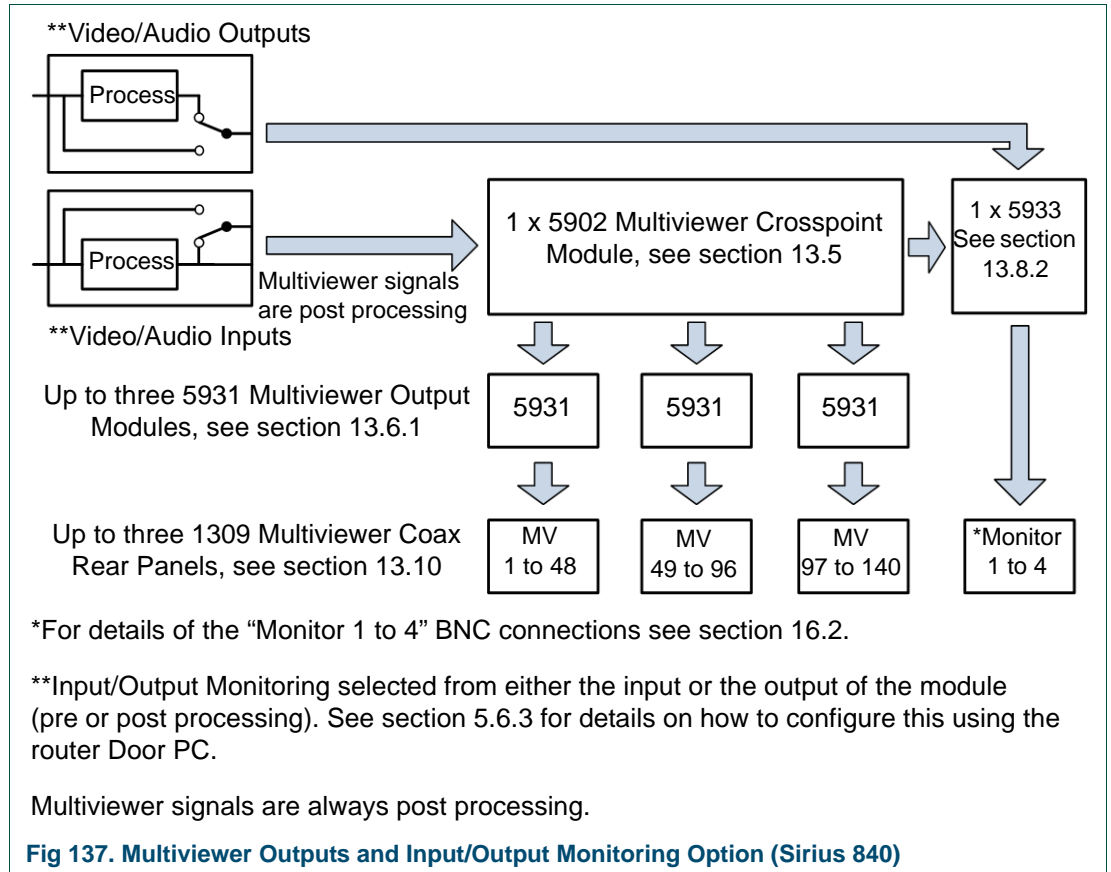 **Video/Audio Outputs
Process
Process
Multiviewer signals
are post processing
**Video/Audio Inputs
1 x 5902 Multiviewer Crosspoint
Module, see section 13.5
1 x 5933
See section
13.8.2
Up to three 5931 Multiviewer Output
Modules, see section 13.6.1
5931
5931
5931
Up to three 1309 Multiviewer Coax
Rear Panels, see section 13.10
MV
1 to 48
MV
49 to 96
MV
97 to 140
*Monitor
1 to 4
*For details of the “Monitor 1 to 4” BNC connections see section 16.2.
**Input/Output Monitoring selected from either the input or the output of the module
(pre or post processing). See section 5.6.3 for details on how to configure this using the
router Door PC.
Multiviewer signals are always post processing.
Fig 137. Multiviewer Outputs and Input/Output Monitoring Option (Sirius 840)